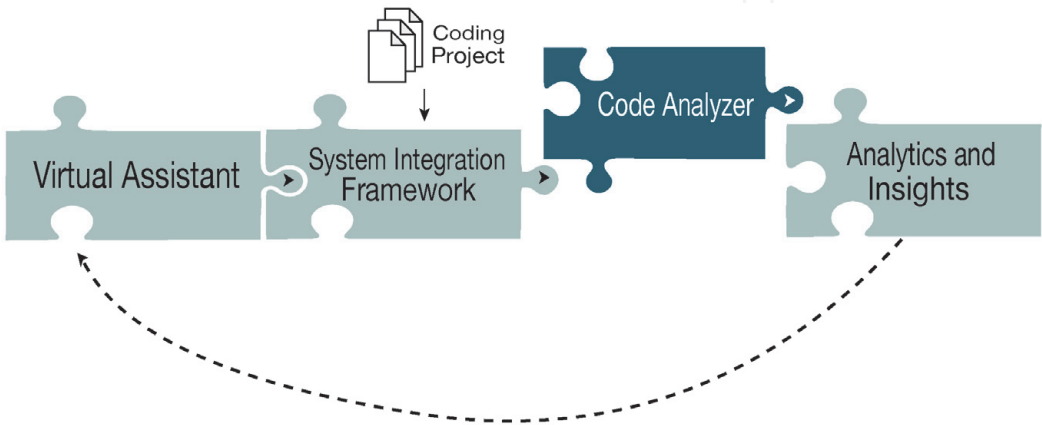 Coding
Project
Virtual Assistant
System Integration
Framework
Code Analyzer
Analytics and
Insights